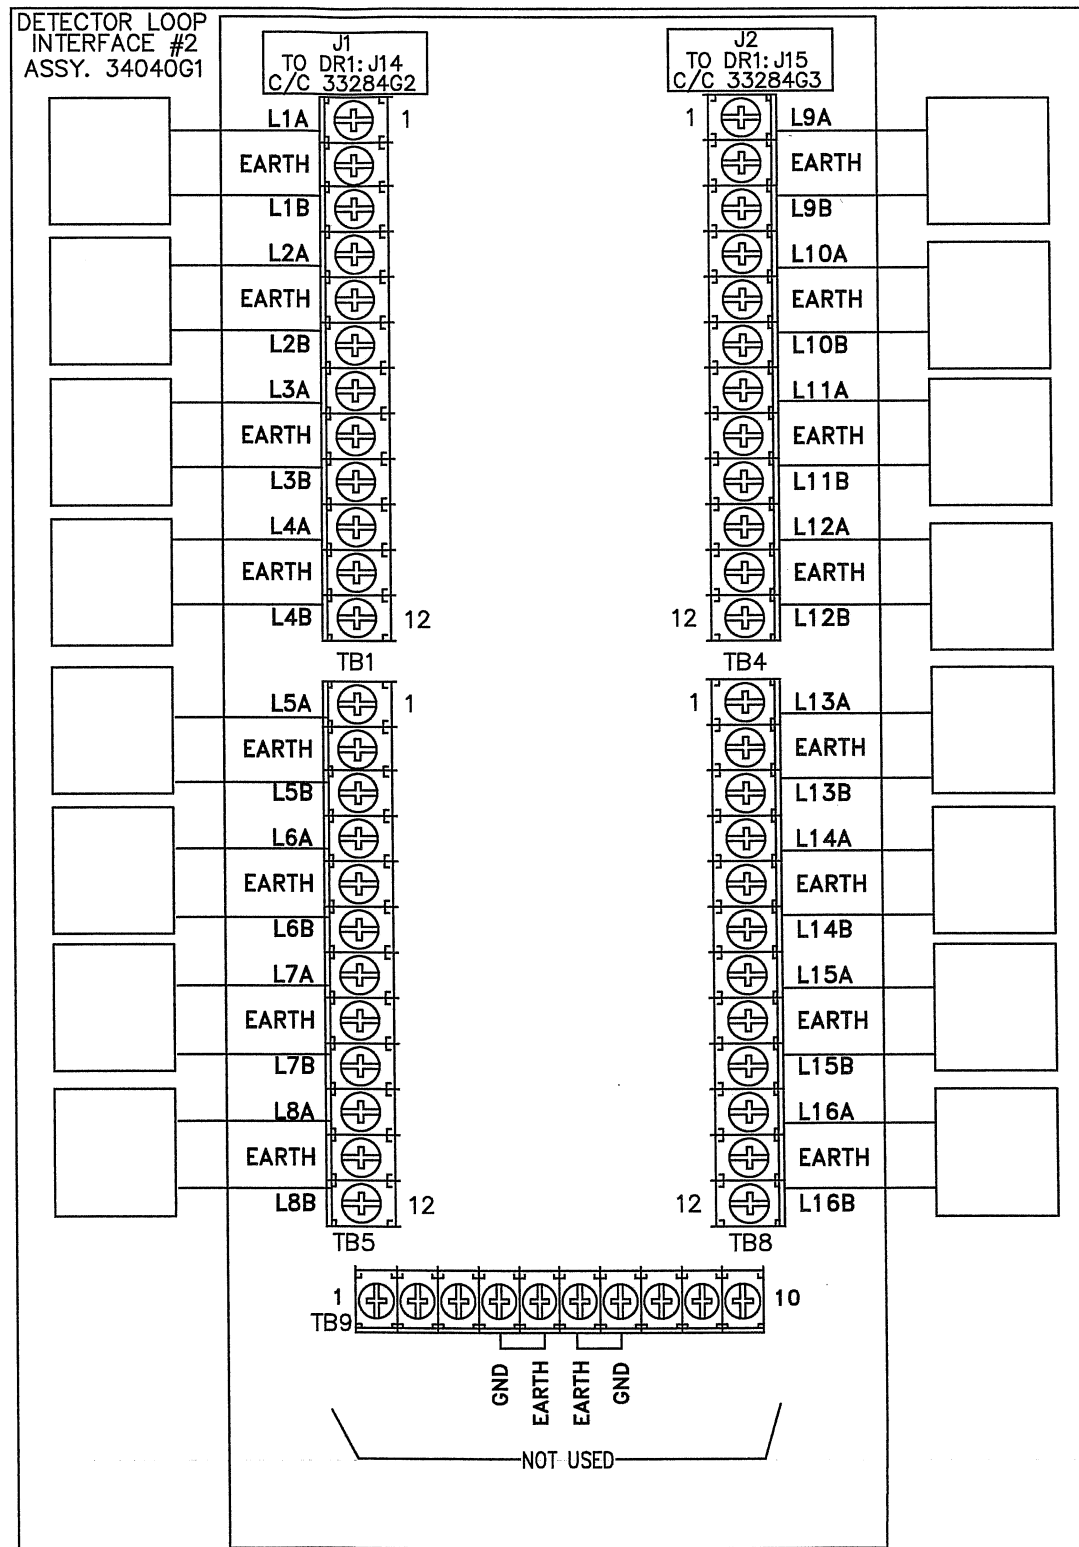 DETECTOR LOOP
INTERFACE #2
ASSY. 34040G1
J1
TO DR1:J14
C/C 33284G2
J2
TO DR1:J15
C/C 33284G3
L1A 1
EARTH
L1B
L2A
EARTH
L2B
L3A
EARTH
L3B
L4A
EARTH
L4B 12
TB1
1 L9A
EARTH
L9B
L10A
EARTH
L10B
L11A
EARTH
L11B
L12A
EARTH
12 L12B
TB4
L5A 1
EARTH
L5B
L6A
EARTH
L6B
L7A
EARTH
L7B
L8A
EARTH
L8B 12
TB5
1 L13A
EARTH
L13B
L14A
EARTH
L14B
L15A
EARTH
L15B
L16A
EARTH
12 L16B
TB8
1 10
TB9
GND
EARTH
EARTH
GND
NOT USED